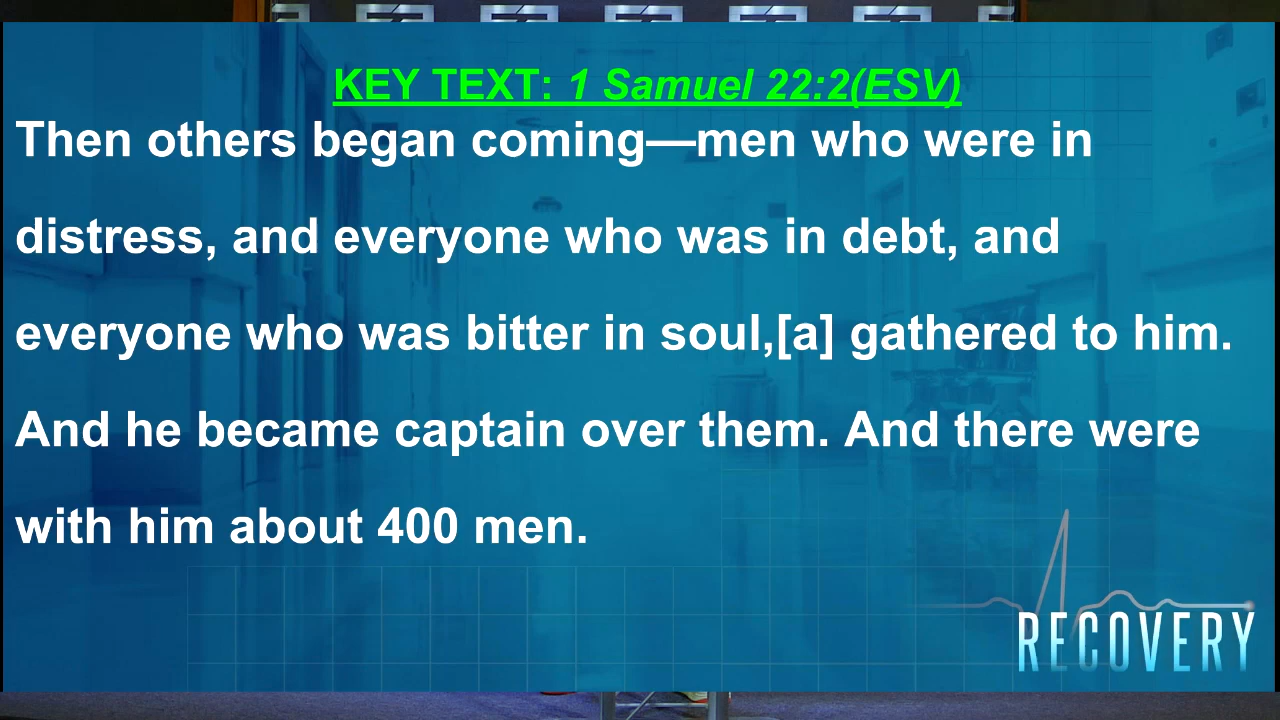 KEY TEXT: 1 Samuel 22:2(ESV)
Then others began coming—men who were in
distress, and everyone who was in debt, and
everyone who was bitter in soul,[a] gathered to him.
And he became captain over them. And there were
with him about 400 men.
RECOVERY